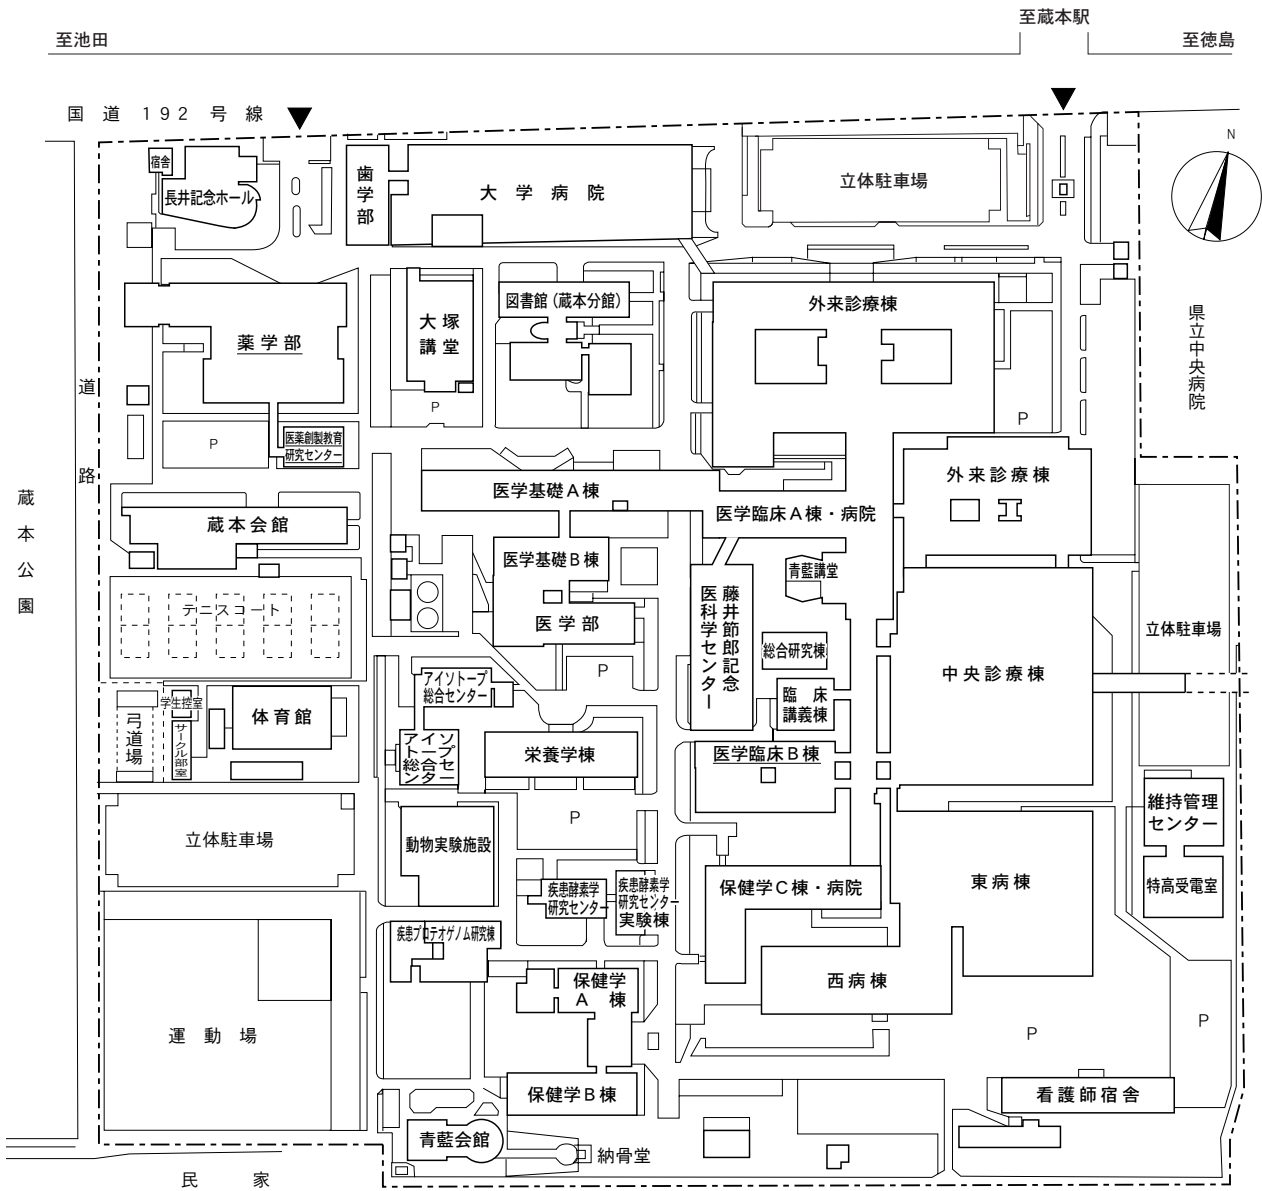 至蔵本駅
至池田
至徳島
国道192号線
N
宿舎
長井記念ホール
歯学部
大学病院
立体駐車場
県立中央病院
薬学部
大塚
講堂
図書館（蔵本分館）
外来診療棟
道路
P
P
P
医薬創製教育
研究センター
蔵本公園
蔵本会館
医学基礎A棟
医学臨床A棟・病院
外来診療棟
医学基礎B棟
青藍講堂
藤井節郎記念
医科学センター
テニスコート
医学部
総合研究棟
立体駐車場
中央診療棟
P
アイソトープ
総合センター
臨床
講義棟
学生控室
弓道場
サークル部室
体育館
アイソ
トープ
総合セ
ンター
栄養学棟
医学臨床B棟
維持管理
センター
立体駐車場
動物実験施設
P
東病棟
特高受電室
疾患酵素学
研究センター
疾患酵素学
研究センター
実験棟
保健学C棟・病院
疾患プロテオゲノム研究棟
保健学
A棟
西病棟
運動場
P
P
保健学B棟
看護師宿舎
青藍会館
納骨堂
民家